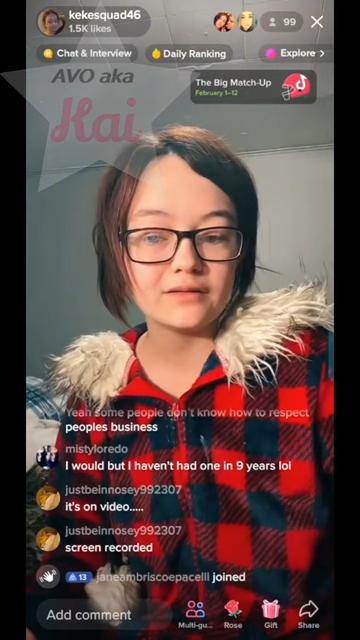 kekesquad46
1.5K likes
99
Chat & Interview
Daily Ranking
Explore >
AVO aka
Kai
The Big Match-Up
February 1–12
Yeah some people don't know how to respect
peoples business
mistyloredo
I would but I haven't had one in 9 years lol
justbeinnosey992307
it's on video.....
justbeinnosey992307
screen recorded
13 janeambriscoepacelli joined
Add comment
Multi-gu...
Rose
Gift
Share